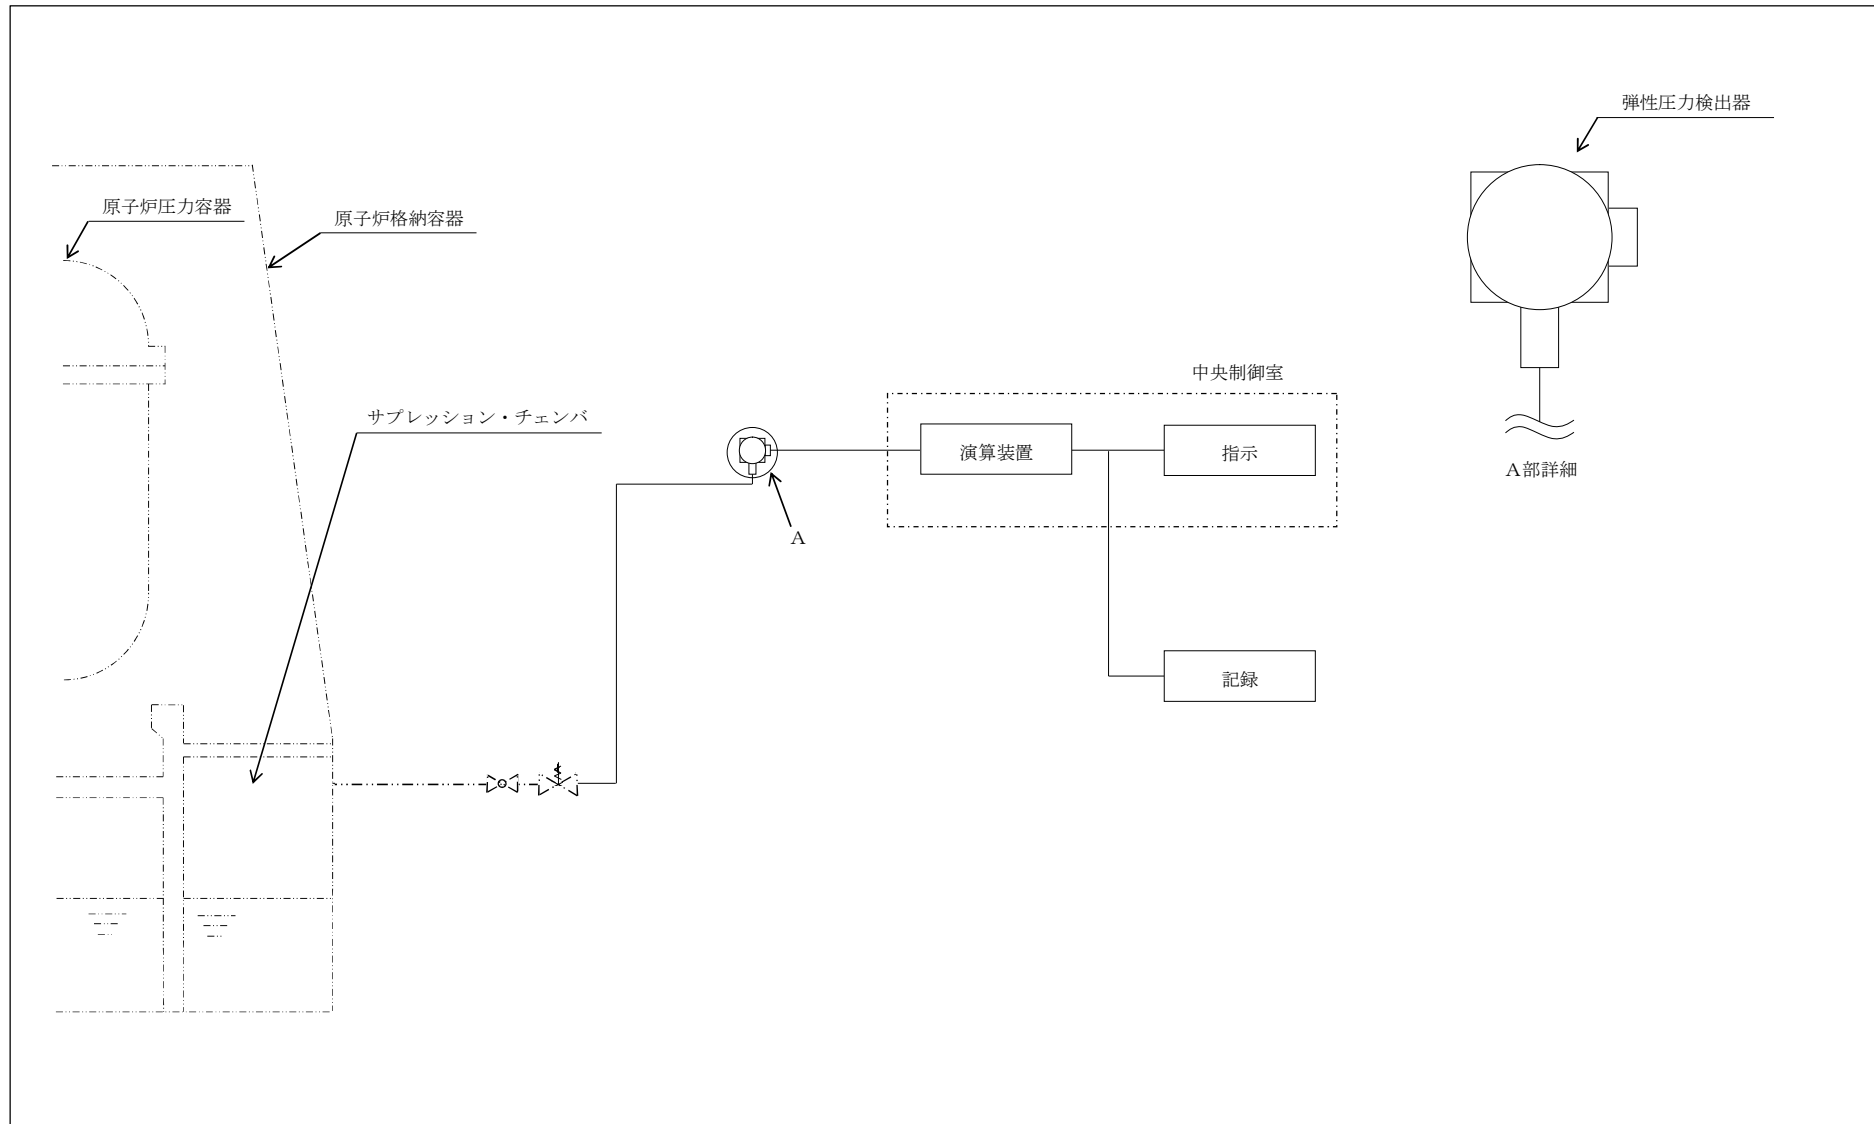 弾性圧力検出器
原子炉圧力容器
原子炉格納容器
中央制御室
サプレッション・チェンバ
演算装置
指示
A部詳細
A
記録